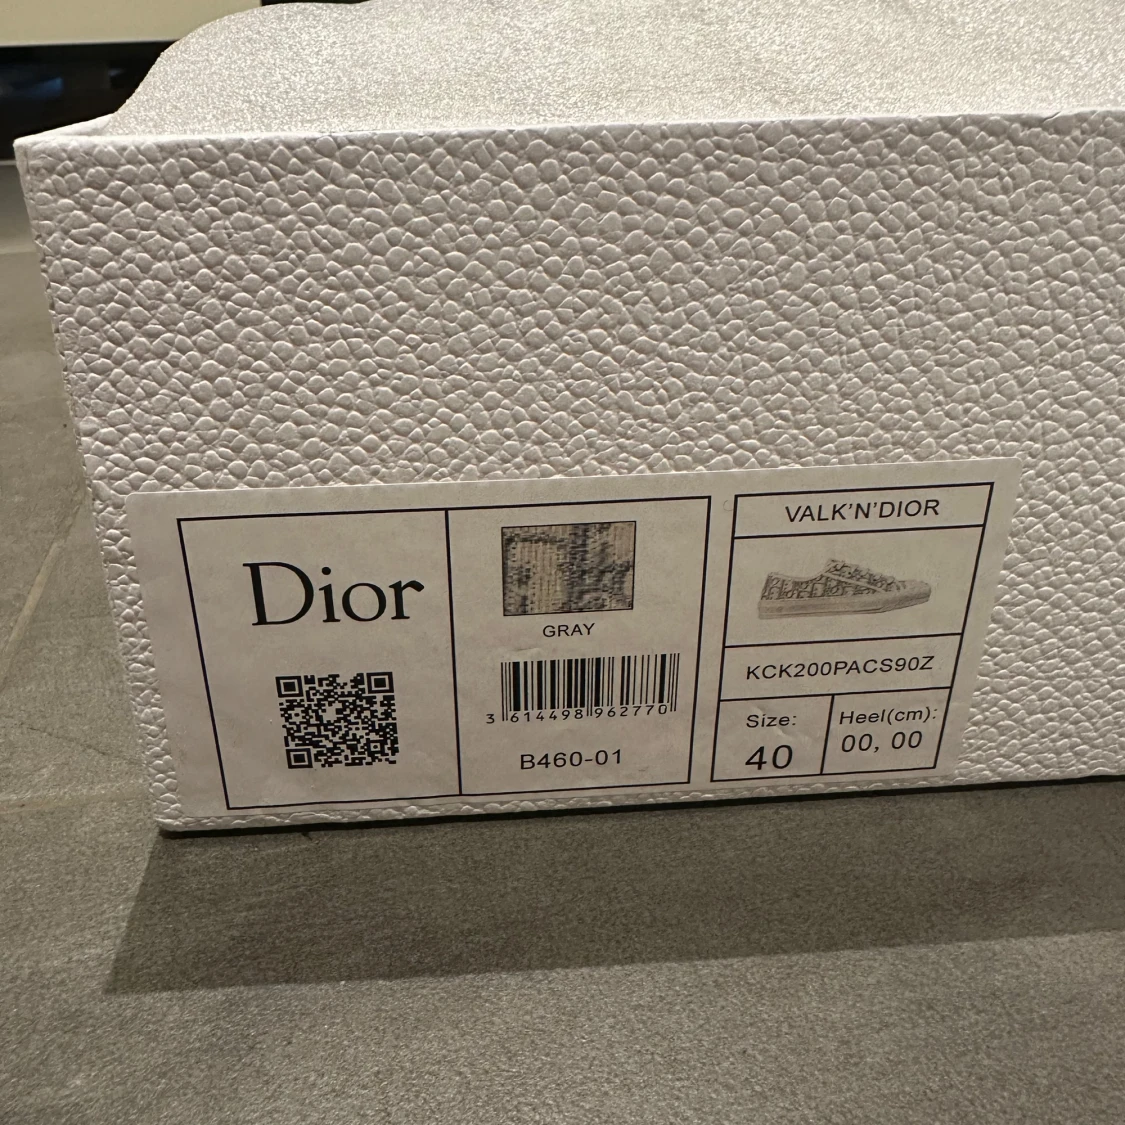 Dior
GRAY
3 614498 962770
B460-01
VALK'N'DIOR
KCK200PACS90Z
Size:
40
Heel(cm):
00, 00